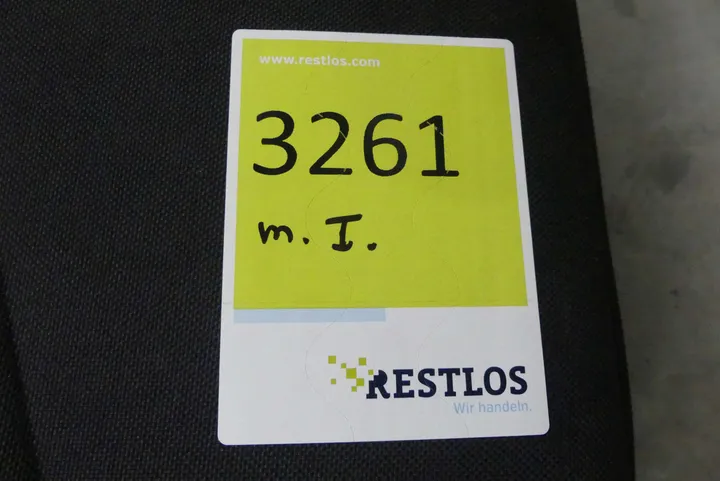 www.restlos.com
3261
m. I.
RESTLOS
Wir handeln.